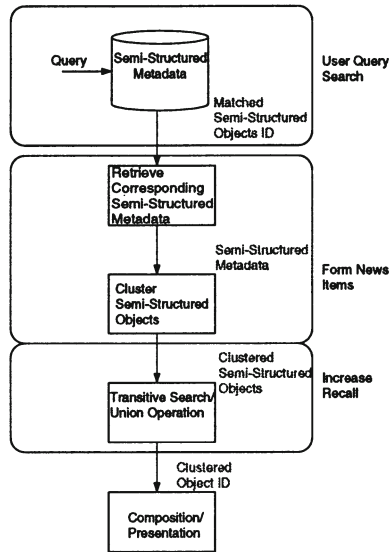 Query
Semi-Structured
Metadata
User Query
Search
Matched
Semi-Structured
Objects ID
Retrieve
Corresponding
Semi-Structured
Metadata
Semi-Structured
Metadata
Form News
Items
Cluster
Semi-Structured
Objects
Clustered
Semi-Structured
Objects
Increase
Recall
Transitive Search/
Union Operation
Clustered
Object ID
Composition/
Presentation